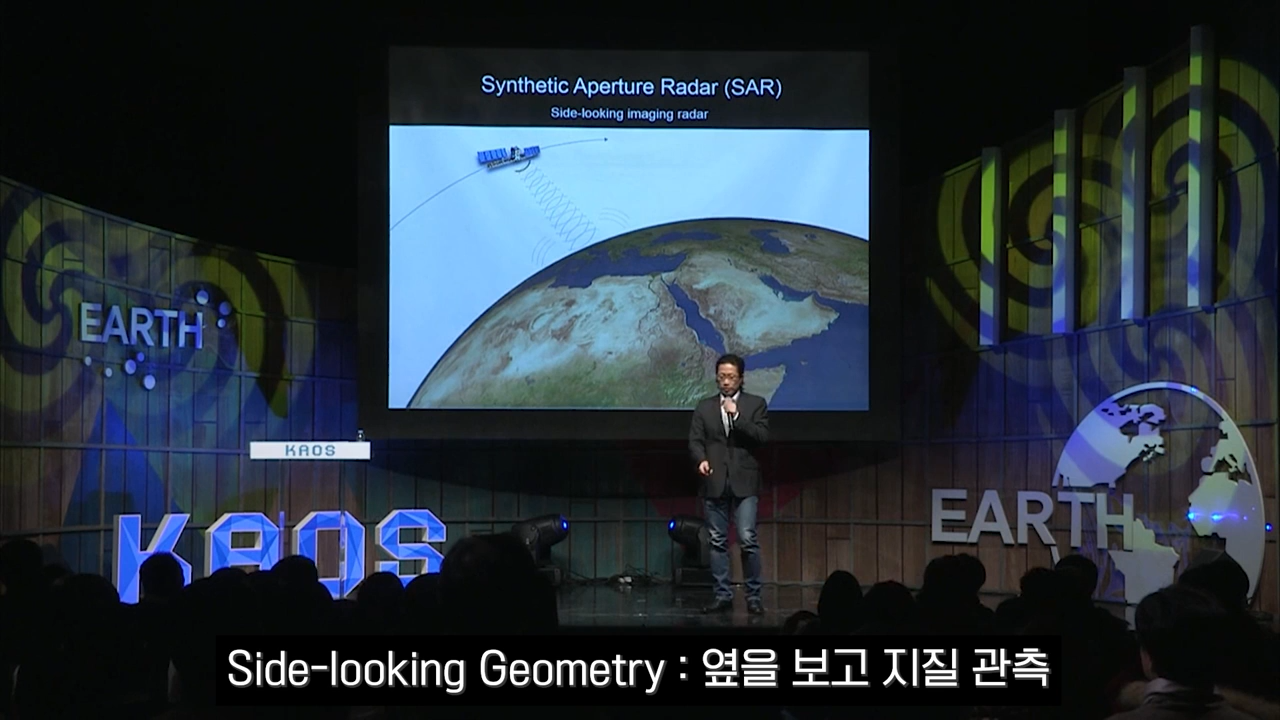 Synthetic Aperture Radar (SAR)
Side-looking imaging radar
EARTH
KAOS
KAOS
EARTH
Side-looking Geometry : 옆을 보고 지질 관측